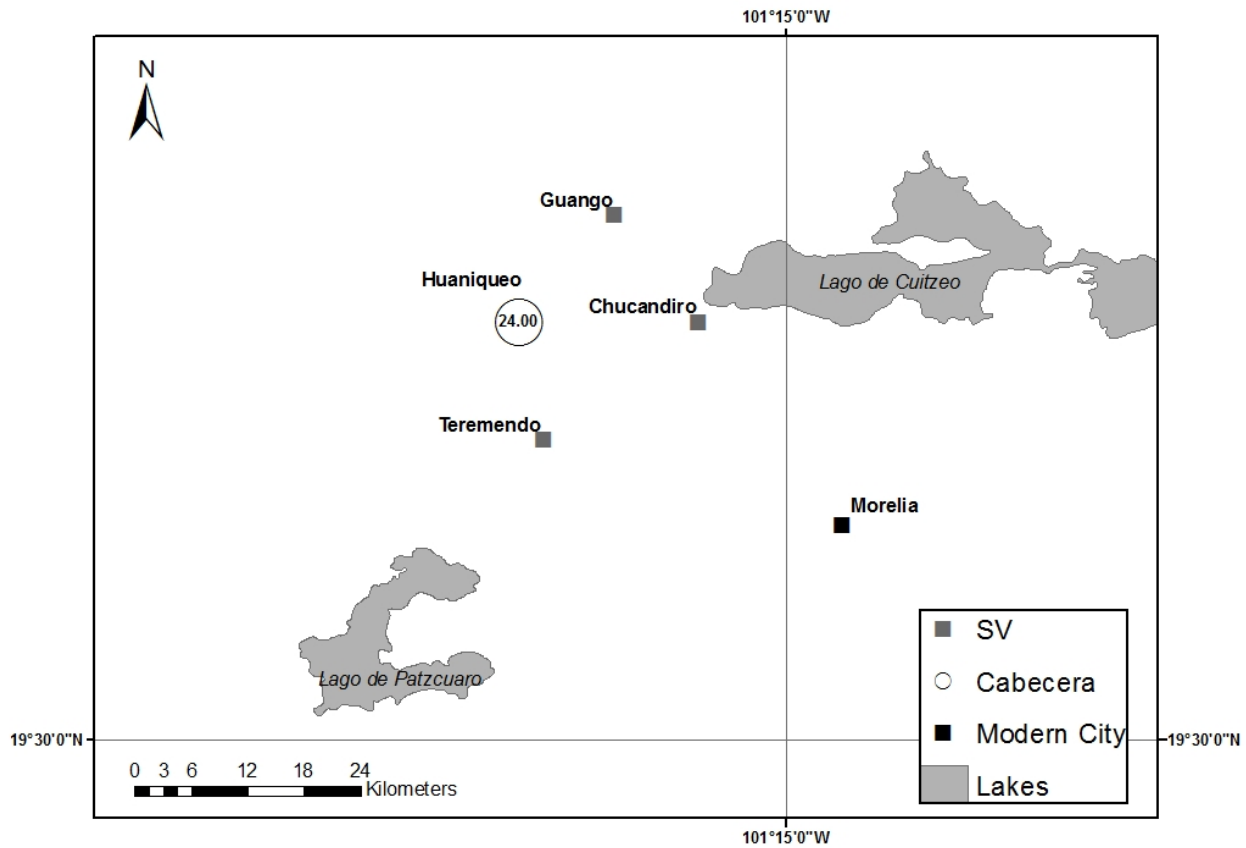 101°15'0"W
N
Guango
Huaniqueo
Lago de Cuitzeo
Chucandiro
24.00
Teremendo
Morelia
SV
Lago de Patzcuaro
Cabecera
Modern City
19°30'0"N
19°30'0"N
0 3 6 12 18 24
Kilometers
Lakes
101°15'0"W